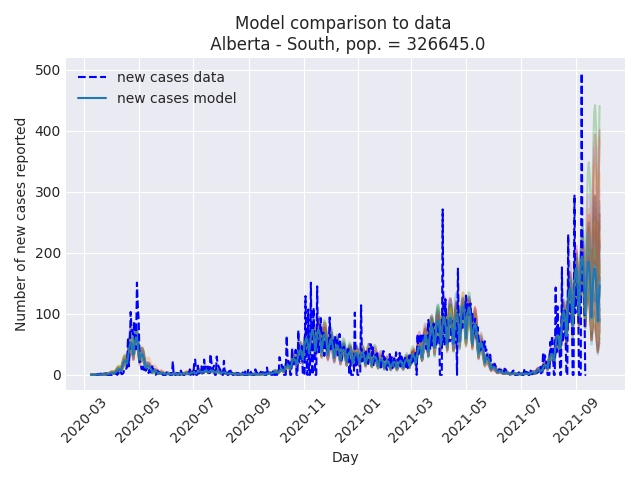 Model comparison to data
Alberta - South, pop. = 326645.0
new cases data
new cases model
Number of new cases reported
500
400
300
200
100
0
2020-03
2020-05
2020-07
2020-09
2020-11
2021-01
2021-03
2021-05
2021-07
2021-09
Day